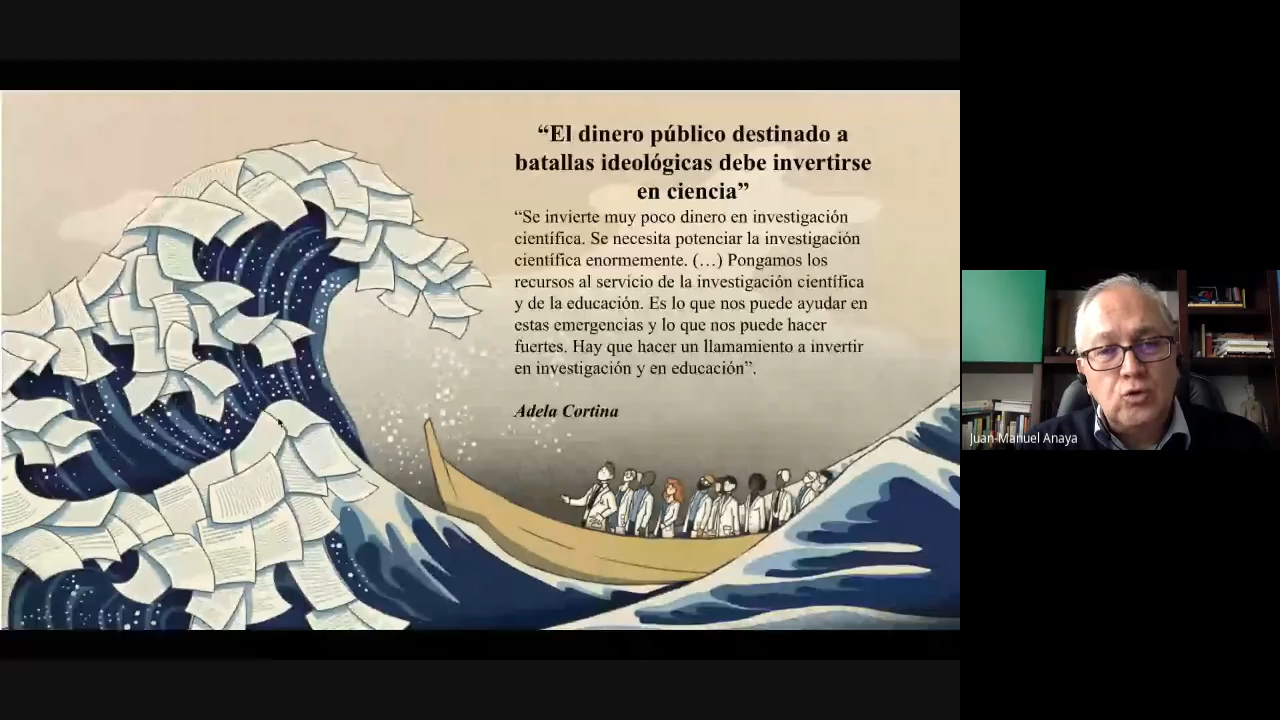 “El dinero público destinado a
batallas ideológicas debe invertirse
en ciencia”
“Se invierte muy poco dinero en investigación
científica. Se necesita potenciar la investigación
científica enormemente. (…) Pongamos los
recursos al servicio de la investigación científica
y de la educación. Es lo que nos puede ayudar en
estas emergencias y lo que nos puede hacer
fuertes. Hay que hacer un llamamiento a invertir
en investigación y en educación”.
Adela Cortina
Juan-Manuel Anaya